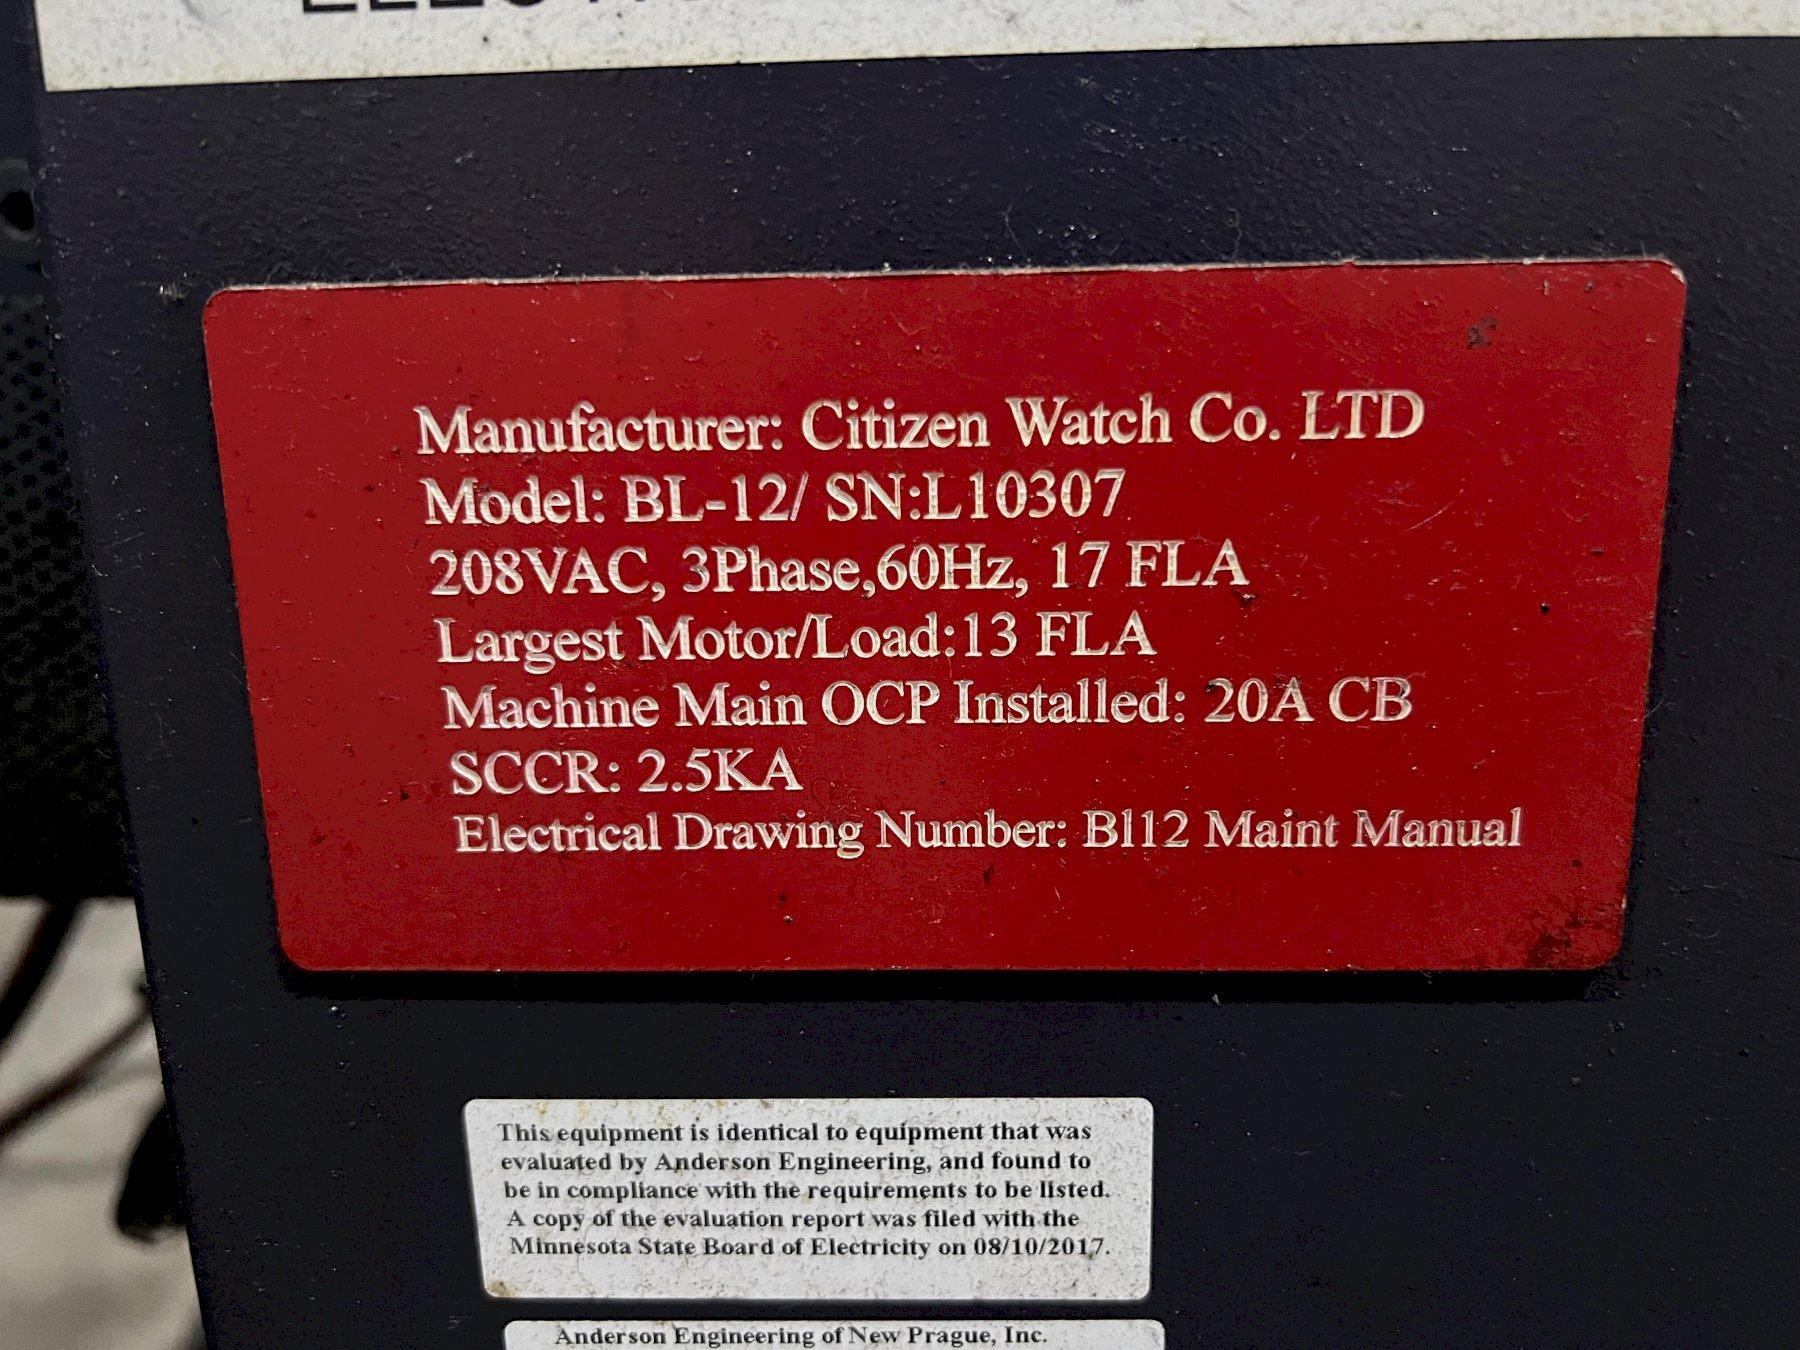 Manufacturer: Citizen Watch Co. LTD
Model: BL-12/ SN:L10307
208VAC, 3Phase,60Hz, 17 FLA
Largest Motor/Load:13 FLA
Machine Main OCP Installed: 20A CB
SCCR: 2.5KA
Electrical Drawing Number: Bl12 Maint Manual
This equipment is identical to equipment that was
evaluated by Anderson Engineering, and found to
be in compliance with the requirements to be listed.
A copy of the evaluation report was filed with the
Minnesota State Board of Electricity on 08/10/2017.
Anderson Engineering of New Prague, Inc.